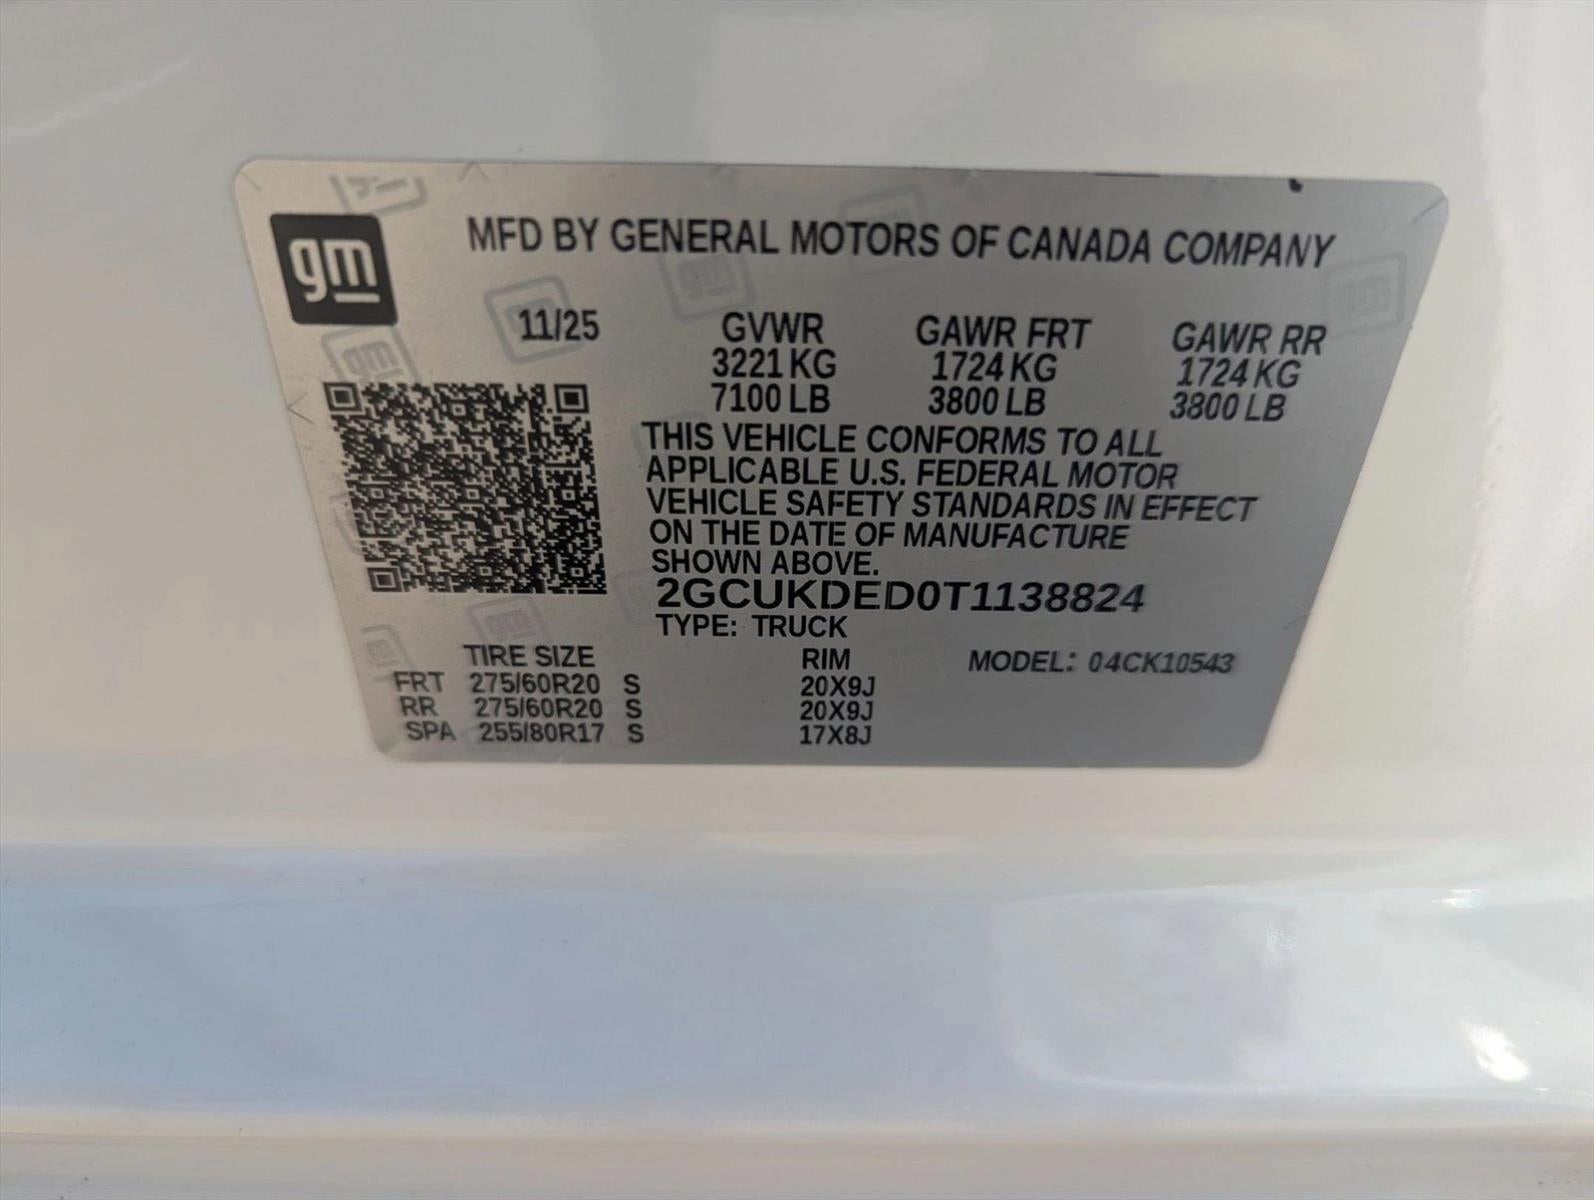 gm
MFD BY GENERAL MOTORS OF CANADA COMPANY
11/25 GVWR GAWR FRT GAWR RR
3221 KG 1724 KG 1724 KG
7100 LB 3800 LB 3800 LB
THIS VEHICLE CONFORMS TO ALL
APPLICABLE U.S. FEDERAL MOTOR
VEHICLE SAFETY STANDARDS IN EFFECT
ON THE DATE OF MANUFACTURE
SHOWN ABOVE.
2GCUKDED0T1138824
TYPE: TRUCK
TIRE SIZE RIM MODEL: 04CK10543
FRT 275/60R20 S 20X9J
RR 275/60R20 S 20X9J
SPA 255/80R17 S 17X8J